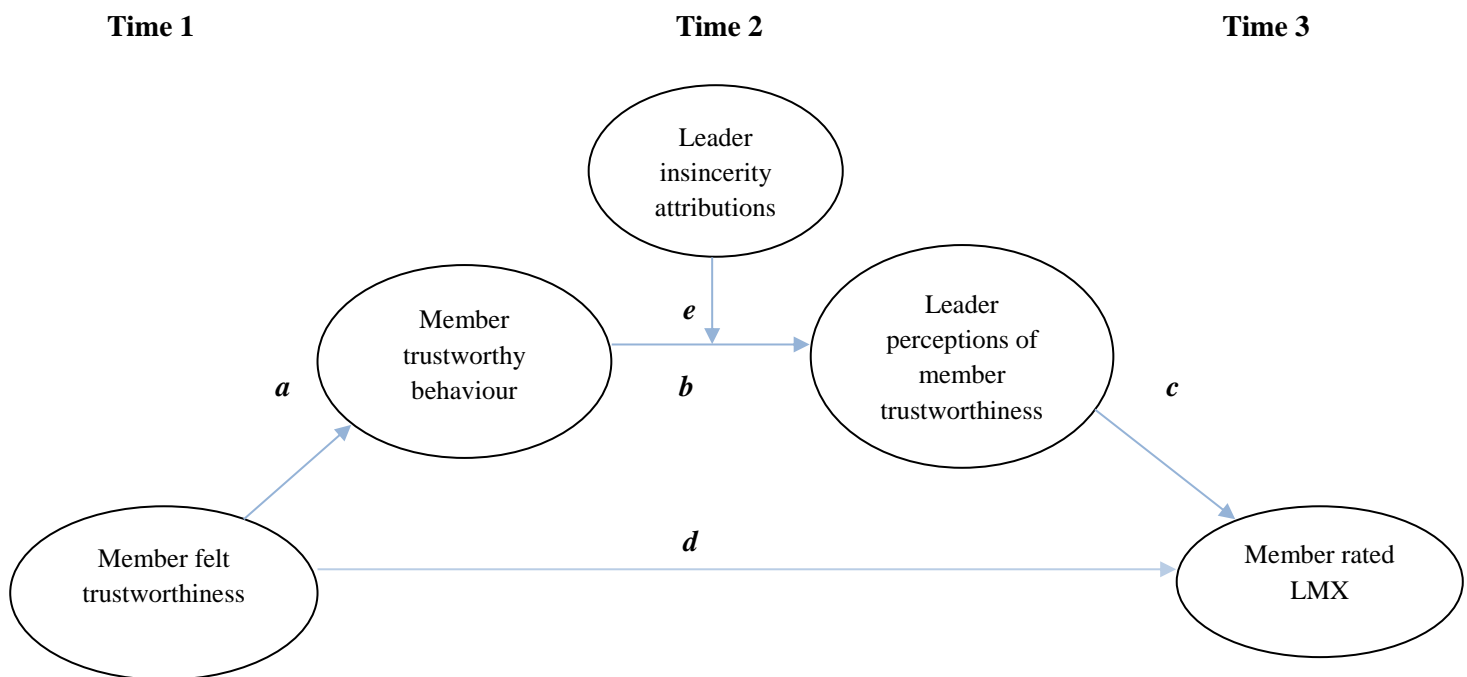 Time 1
Time 2
Time 3
Leader
insincerity
attributions
e
Member
trustworthy
behaviour
Leader
perceptions of
member
trustworthiness
a
b
c
Member felt
trustworthiness
d
Member rated
LMX